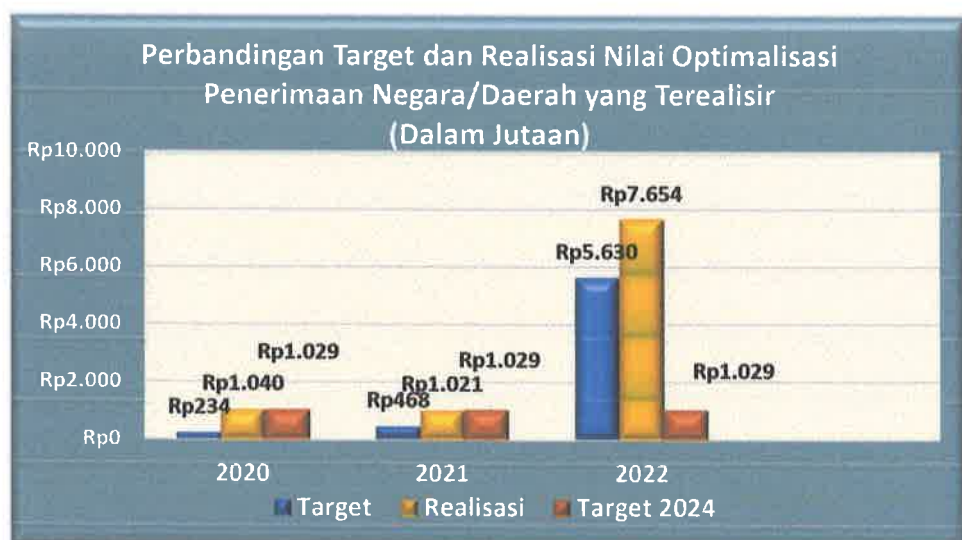 Perbandingan Target dan Realisasi Nilai Optimalisasi
Penerimaan Negara/Daerah yang Terealisir
(Dalam Jutaan)
Rp10.000
Rp8.000
Rp6.000
Rp4.000
Rp2.000
Rp0
Rp234
Rp1.040
Rp1.029
Rp468
Rp1.021
Rp1.029
Rp5.630
Rp7.654
Rp1.029
2020
2021
2022
Target
Realisasi
Target 2024